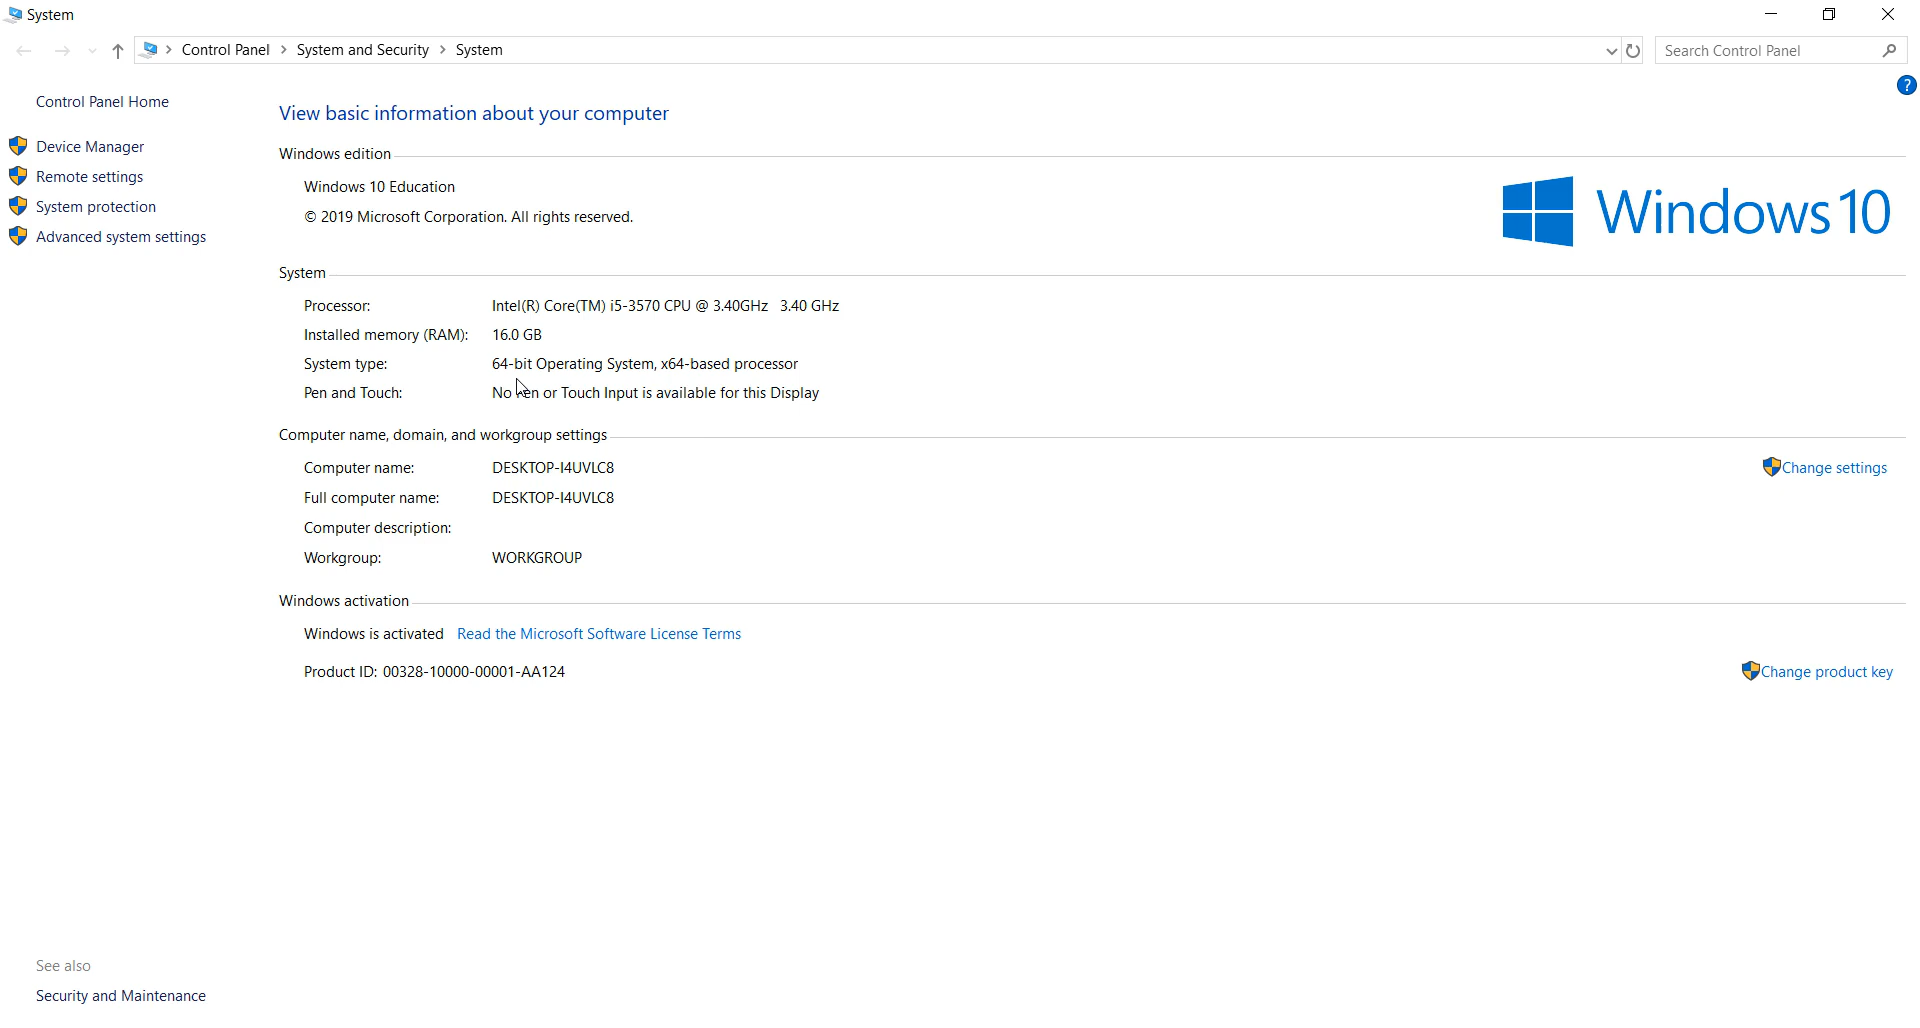 System
Control Panel > System and Security > System
Search Control Panel
Control Panel Home
Device Manager
Remote settings
System protection
Advanced system settings
View basic information about your computer
Windows edition
Windows 10 Education
© 2019 Microsoft Corporation. All rights reserved.
Windows 10
System
Processor: Intel(R) Core(TM) i5-3570 CPU @ 3.40GHz 3.40 GHz
Installed memory (RAM): 16.0 GB
System type: 64-bit Operating System, x64-based processor
Pen and Touch: No Pen or Touch Input is available for this Display
Computer name, domain, and workgroup settings
Computer name: DESKTOP-I4UVLC8
Change settings
Full computer name: DESKTOP-I4UVLC8
Computer description:
Workgroup: WORKGROUP
Windows activation
Windows is activated Read the Microsoft Software License Terms
Product ID: 00328-10000-00001-AA124
Change product key
See also
Security and Maintenance